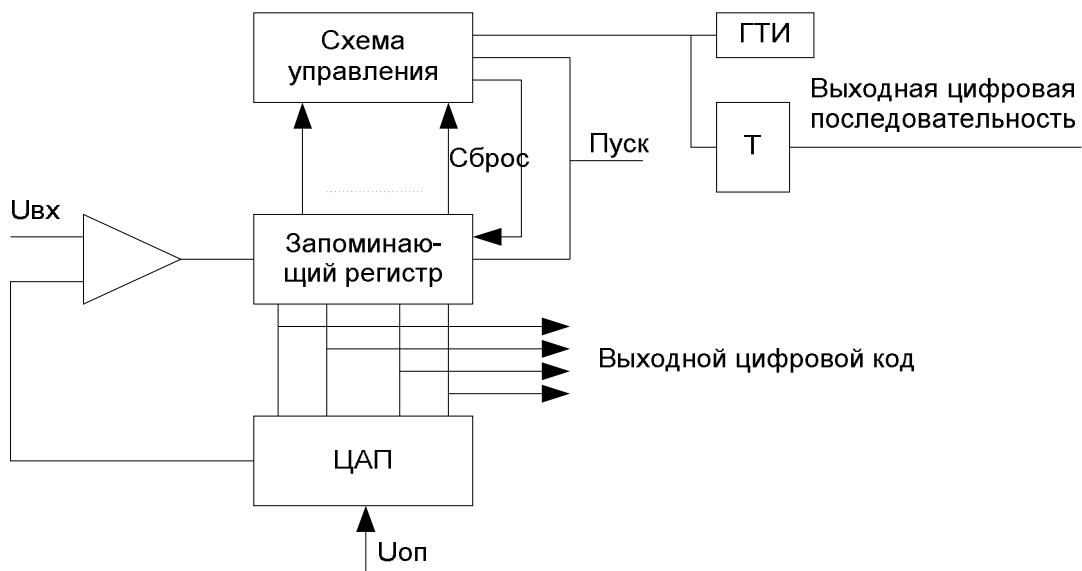 Схема
управления
ГТИ
Выходная цифровая
последовательность
Т
Сброс
Пуск
Uвх
Запоминаю-
щий регистр
Выходной цифровой код
ЦАП
Uоп